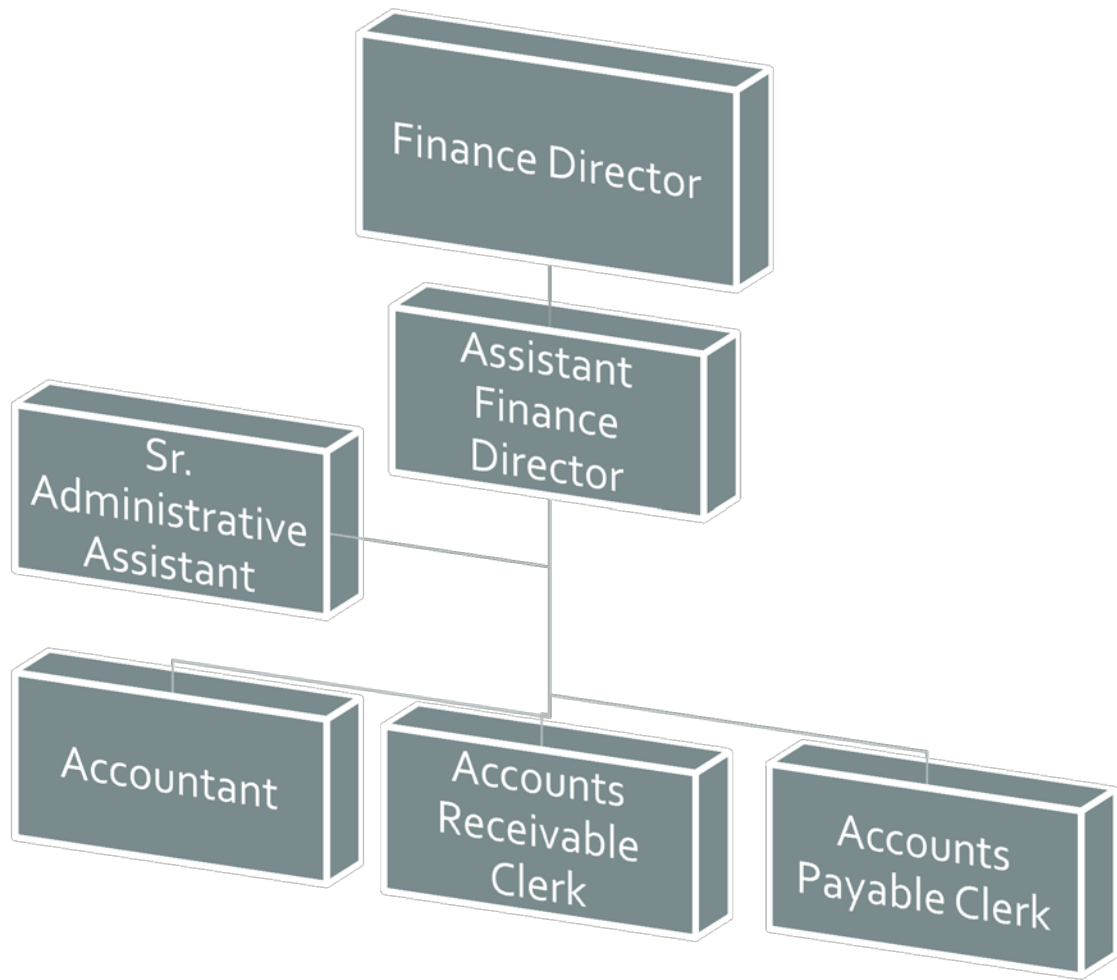 Finance Director
Assistant
Finance
Director
Sr.
Administrative
Assistant
Accountant
Accounts
Receivable
Clerk
Accounts
Payable Clerk